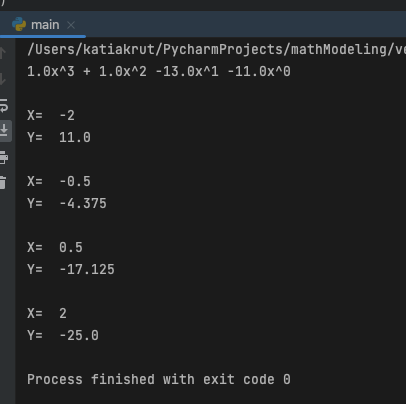 main
/Users/katiakrut/PycharmProjects/mathModeling/ve
1.0x^3 + 1.0x^2 -13.0x^1 -11.0x^0
X= -2
Y= 11.0
X= -0.5
Y= -4.375
X= 0.5
Y= -17.125
X= 2
Y= -25.0
Process finished with exit code 0